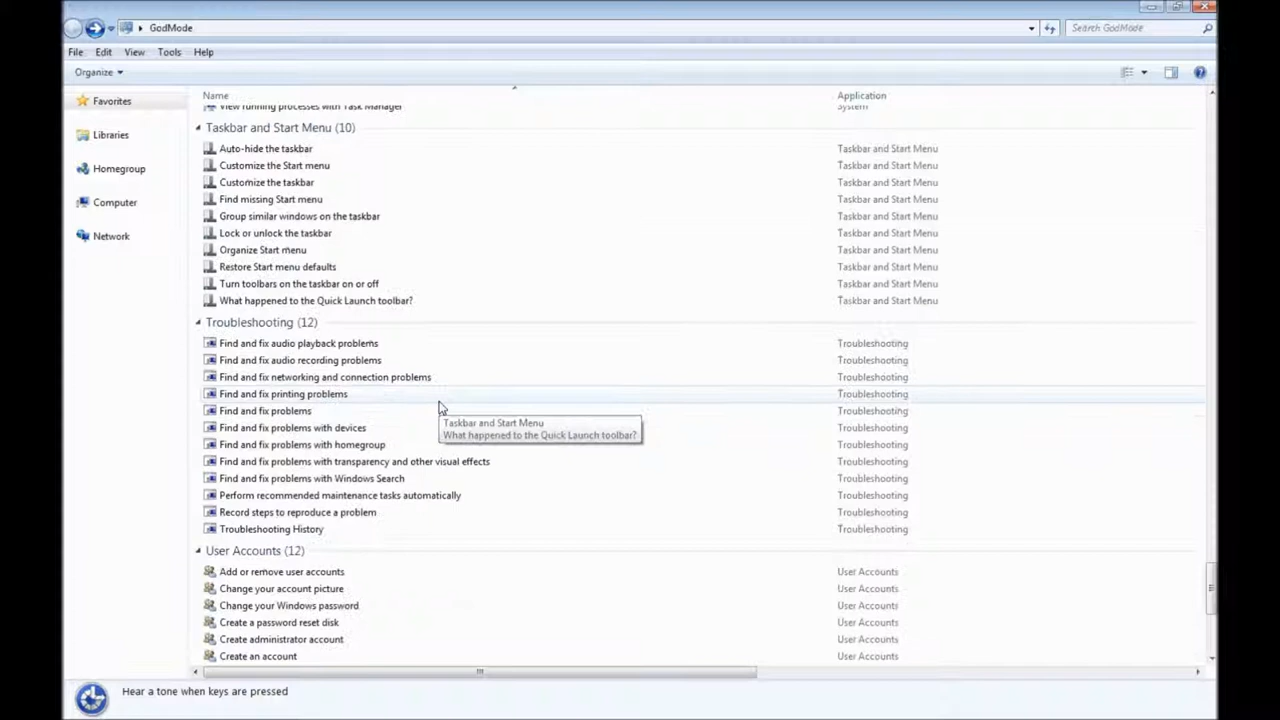 GodMode
Search GodMode
File Edit View Tools Help
Organize
Name Application
Favorites
Libraries
Homegroup
Computer
Network
View running processes with Task Manager System
Taskbar and Start Menu (10)
Auto-hide the taskbar Taskbar and Start Menu
Customize the Start menu Taskbar and Start Menu
Customize the taskbar Taskbar and Start Menu
Find missing Start menu Taskbar and Start Menu
Group similar windows on the taskbar Taskbar and Start Menu
Lock or unlock the taskbar Taskbar and Start Menu
Organize Start menu Taskbar and Start Menu
Restore Start menu defaults Taskbar and Start Menu
Turn toolbars on the taskbar on or off Taskbar and Start Menu
What happened to the Quick Launch toolbar? Taskbar and Start Menu
Troubleshooting (12)
Find and fix audio playback problems Troubleshooting
Find and fix audio recording problems Troubleshooting
Find and fix networking and connection problems Troubleshooting
Find and fix printing problems Troubleshooting
Find and fix problems Troubleshooting
Taskbar and Start Menu
What happened to the Quick Launch toolbar?
Find and fix problems with devices Troubleshooting
Find and fix problems with homegroup Troubleshooting
Find and fix problems with transparency and other visual effects Troubleshooting
Find and fix problems with Windows Search Troubleshooting
Perform recommended maintenance tasks automatically Troubleshooting
Record steps to reproduce a problem Troubleshooting
Troubleshooting History Troubleshooting
User Accounts (12)
Add or remove user accounts User Accounts
Change your account picture User Accounts
Change your Windows password User Accounts
Create a password reset disk User Accounts
Create administrator account User Accounts
Create an account User Accounts
Hear a tone when keys are pressed